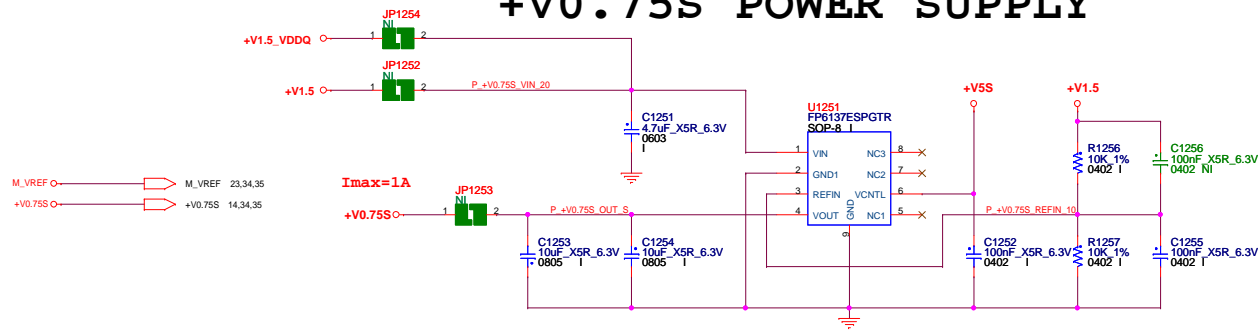 +V0.75S POWER SUPPLY
JP1254
NI
+V1.5_VDDQ 1 2
JP1252
NI
+V1.5 1 2 P_+V0.75S_VIN_20
C1251
4.7uF_X5R_6.3V
0603
I
U1251
FP6137ESPGTR
SOP-8 I
1 VIN NC3 8
2 GND1 NC2 7
3 REFIN VCNTL 6
4 VOUT GND NC1 5
9
+V5S
+V1.5
R1256
10K_1%
0402 I
C1256
100nF_X5R_6.3V
0402 NI
M_VREF M_VREF 23,34,35
+V0.75S +V0.75S 14,34,35
Imax=1A
JP1253
NI
+V0.75S 1 2 P_+V0.75S_OUT_S
P_+V0.75S_REFIN_10
C1253
10uF_X5R_6.3V
0805 I
C1254
10uF_X5R_6.3V
0805 I
C1252
100nF_X5R_6.3V
0402 I
R1257
10K_1%
0402 I
C1255
100nF_X5R_6.3V
0402 I